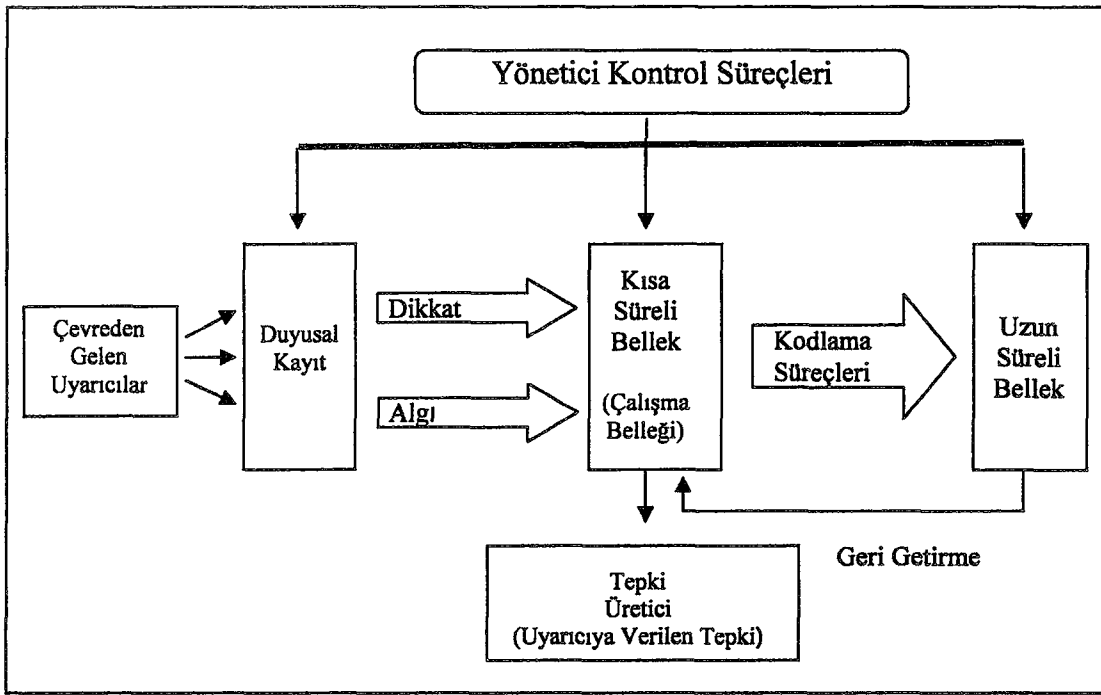 Yönetici Kontrol Süreçleri
Çevreden
Gelen
Uyarıcılar
Duyusal
Kayıt
Dikkat
Algı
Kısa
Süreli
Bellek
(Çalışma
Belleği)
Kodlama
Süreçleri
Uzun
Süreli
Bellek
Geri Getirme
Tepki
Üretici
(Uyarıcıya Verilen Tepki)